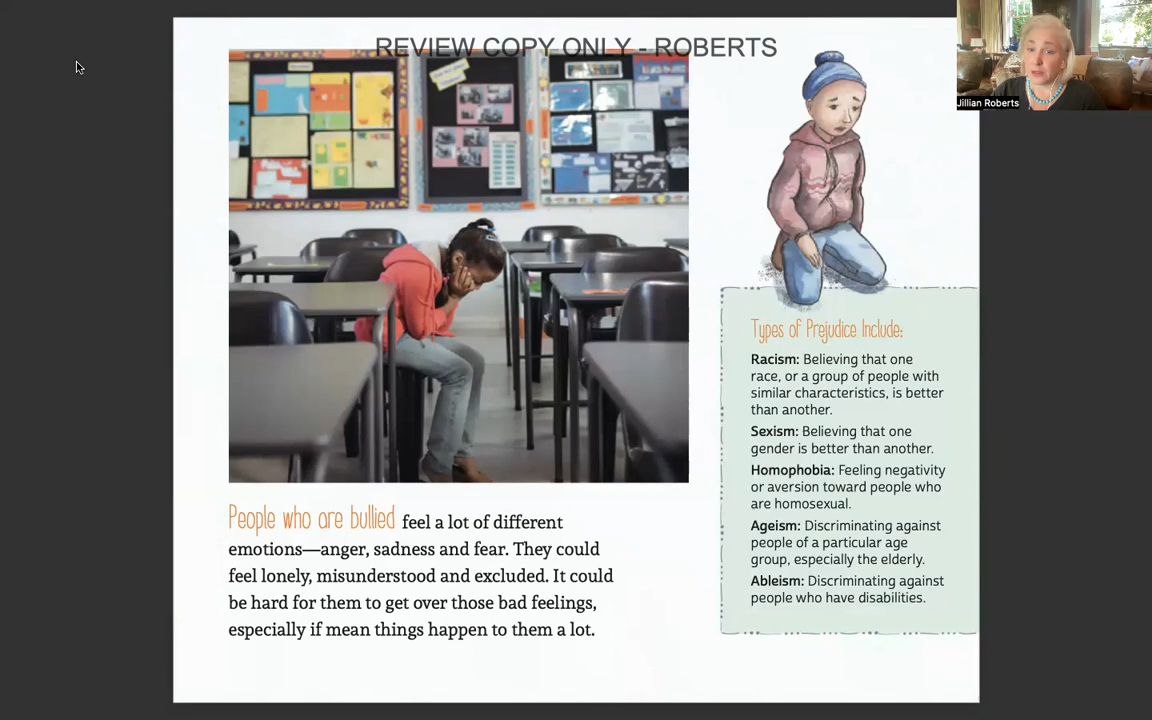 REVIEW COPY ONLY - ROBERTS
Jillian Roberts
People who are bullied feel a lot of different
emotions—anger, sadness and fear. They could
feel lonely, misunderstood and excluded. It could
be hard for them to get over those bad feelings,
especially if mean things happen to them a lot.
Types of Prejudice Include:
Racism: Believing that one
race, or a group of people with
similar characteristics, is better
than another.
Sexism: Believing that one
gender is better than another.
Homophobia: Feeling negativity
or aversion toward people who
are homosexual.
Ageism: Discriminating against
people of a particular age
group, especially the elderly.
Ableism: Discriminating against
people who have disabilities.